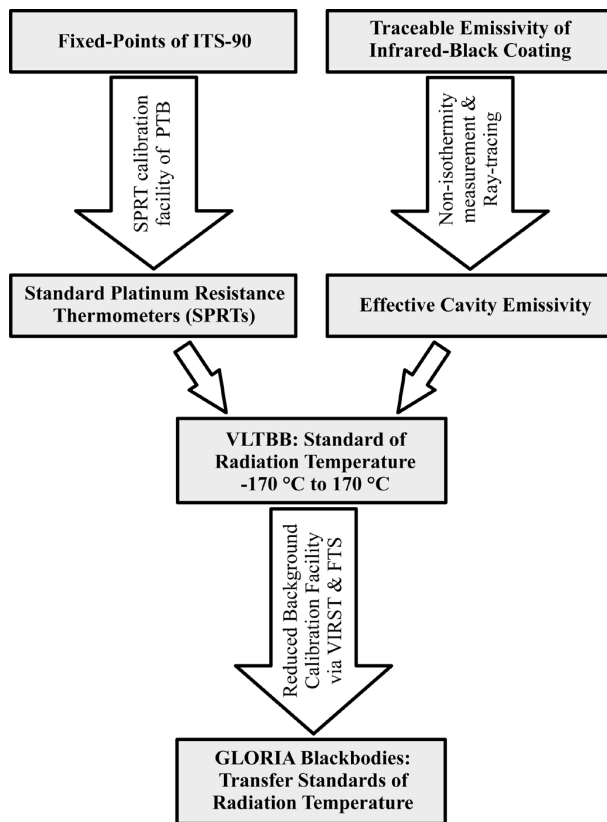 Fixed-Points of ITS-90
Traceable Emissivity of
Infrared-Black Coating
SPRT calibration
facility of PTB
Non-isothermity
measurement &
Ray-tracing
Standard Platinum Resistance
Thermometers (SPRTs)
Effective Cavity Emissivity
VLTBB: Standard of
Radiation Temperature
-170 °C to 170 °C
Reduced Background
Calibration Facility
via VIRST & FTS
GLORIA Blackbodies:
Transfer Standards of
Radiation Temperature